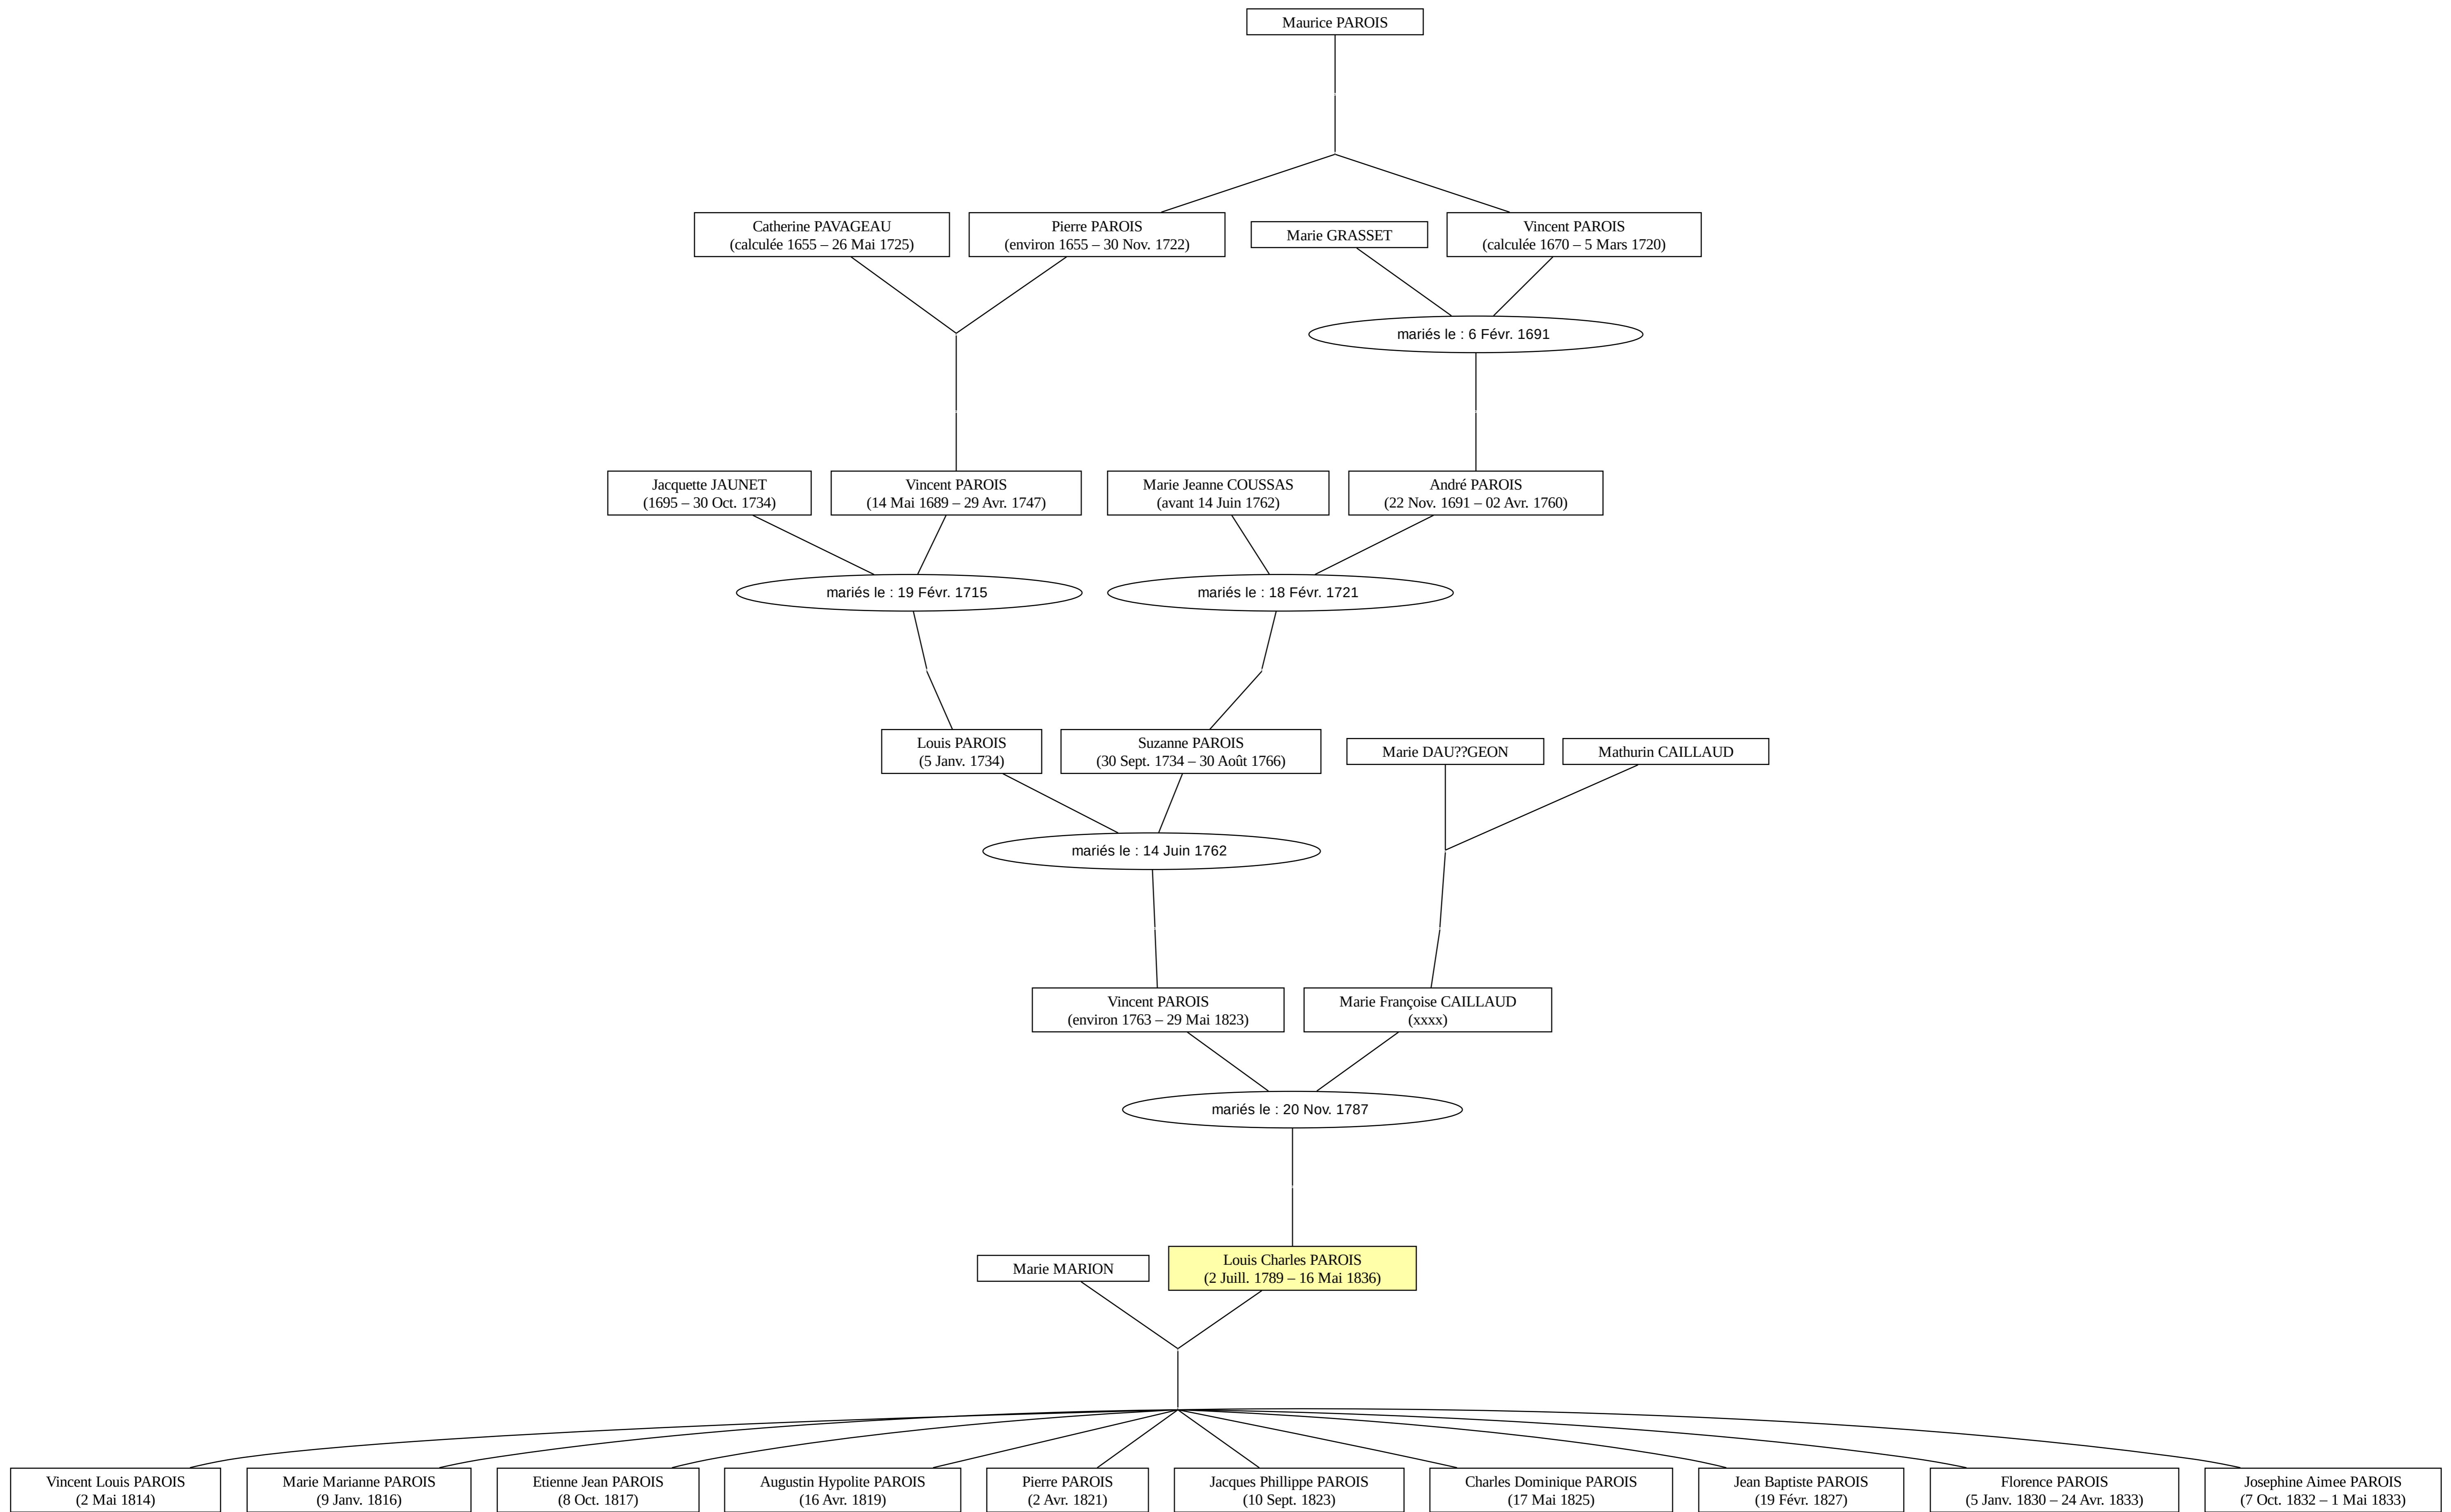 Maurice PAROIS
Catherine PAVAGEAU
(calculée 1655 – 26 Mai 1725)
Pierre PAROIS
(environ 1655 – 30 Nov. 1722)
Marie GRASSET
Vincent PAROIS
(calculée 1670 – 5 Mars 1720)
mariés le : 6 Févr. 1691
Jacquette JAUNET
(1695 – 30 Oct. 1734)
Vincent PAROIS
(14 Mai 1689 – 29 Avr. 1747)
Marie Jeanne COUSSAS
(avant 14 Juin 1762)
André PAROIS
(22 Nov. 1691 – 02 Avr. 1760)
mariés le : 19 Févr. 1715
mariés le : 18 Févr. 1721
Louis PAROIS
(5 Janv. 1734)
Suzanne PAROIS
(30 Sept. 1734 – 30 Août 1766)
Marie DAU??GEON
Mathurin CAILLAUD
mariés le : 14 Juin 1762
Vincent PAROIS
(environ 1763 – 29 Mai 1823)
Marie Françoise CAILLAUD
(xxxx)
mariés le : 20 Nov. 1787
Marie MARION
Louis Charles PAROIS
(2 Juill. 1789 – 16 Mai 1836)
Vincent Louis PAROIS
(2 Mai 1814)
Marie Marianne PAROIS
(9 Janv. 1816)
Etienne Jean PAROIS
(8 Oct. 1817)
Augustin Hypolite PAROIS
(16 Avr. 1819)
Pierre PAROIS
(2 Avr. 1821)
Jacques Phillippe PAROIS
(10 Sept. 1823)
Charles Dominique PAROIS
(17 Mai 1825)
Jean Baptiste PAROIS
(19 Févr. 1827)
Florence PAROIS
(5 Janv. 1830 – 24 Avr. 1833)
Josephine Aimee PAROIS
(7 Oct. 1832 – 1 Mai 1833)